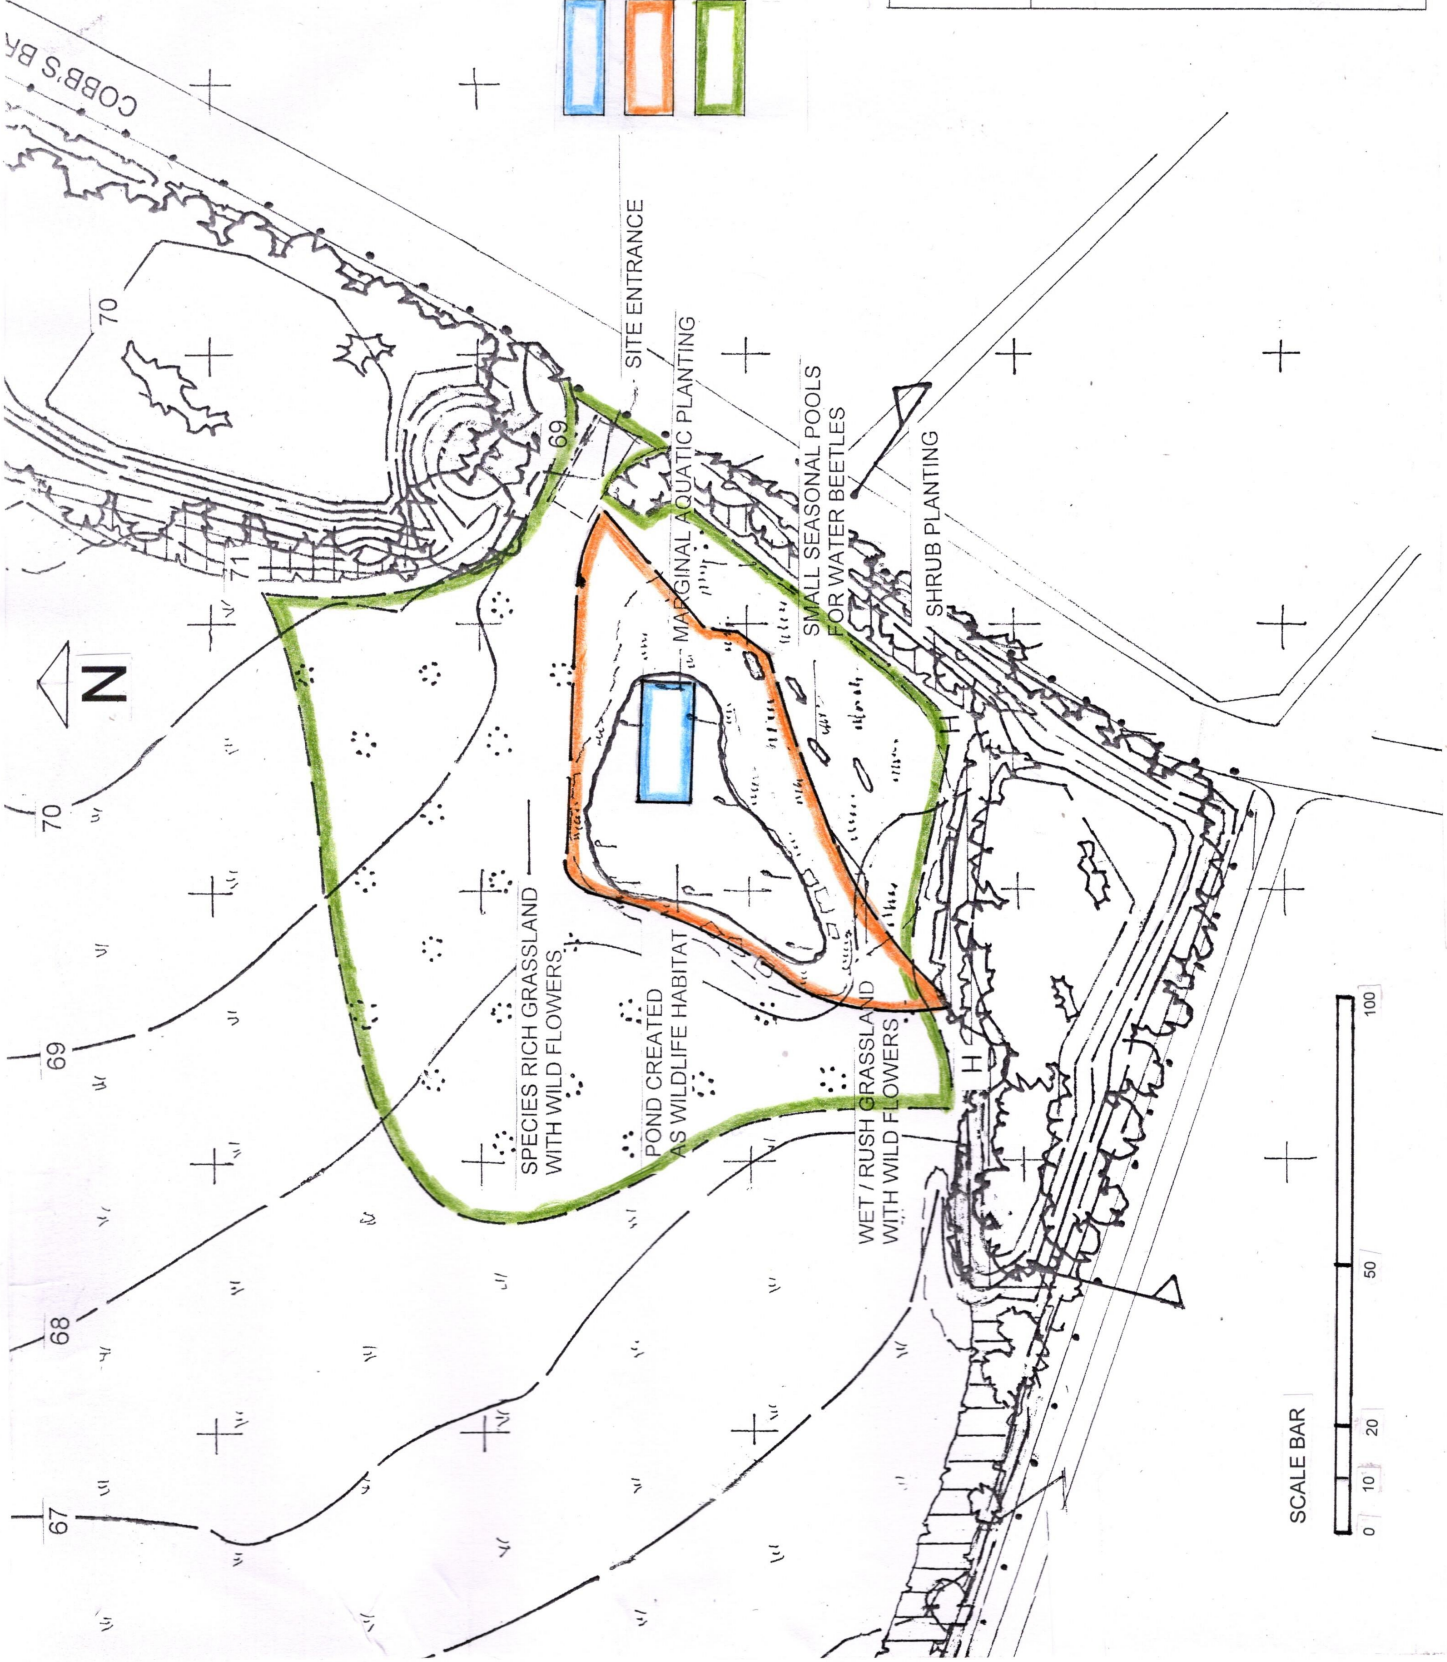 COBB'S BR
70
71
69
N
70
69
68
67
SITE ENTRANCE
MARGINAL AQUATIC PLANTING
SMALL SEASONAL POOLS
FOR WATER BEETLES
SHRUB PLANTING
SPECIES RICH GRASSLAND
WITH WILD FLOWERS
POND CREATED
AS WILDLIFE HABITAT
WET / RUSH GRASSLAND
WITH WILD FLOWERS
H
H
SCALE BAR
0 10 20 50 100